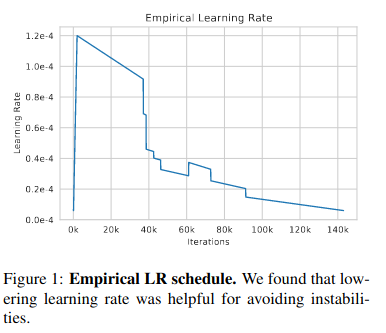 Empirical Learning Rate
1.2e-4
1.0e-4
0.8e-4
0.6e-4
0.4e-4
0.2e-4
0.0e-4
Learning Rate
0k 20k 40k 60k 80k 100k 120k 140k
Iterations
Figure 1: Empirical LR schedule. We found that low-
ering learning rate was helpful for avoiding instabili-
ties.